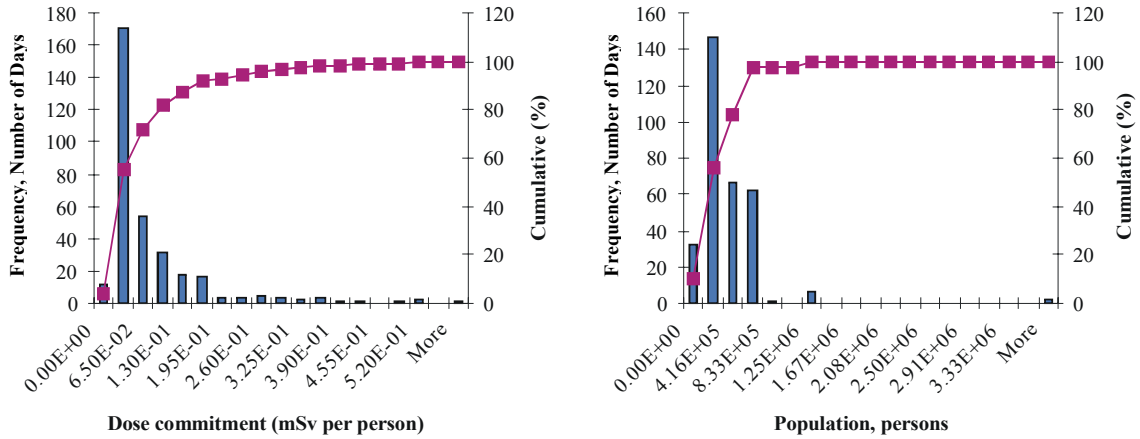 180
160
140
120
100
80
60
40
20
0
Frequency, Number of Days
120
100
80
60
40
20
0
Cumulative (%)
0.00E+00
6.50E-02
1.30E-01
1.95E-01
2.60E-01
3.25E-01
3.90E-01
4.55E-01
5.20E-01
More
Dose commitment (mSv per person)
160
140
120
100
80
60
40
20
0
Frequency, Number of Days
120
100
80
60
40
20
0
Cumulative (%)
0.00E+00
4.16E+05
8.33E+05
1.25E+06
1.67E+06
2.08E+06
2.50E+06
2.91E+06
3.33E+06
More
Population, persons